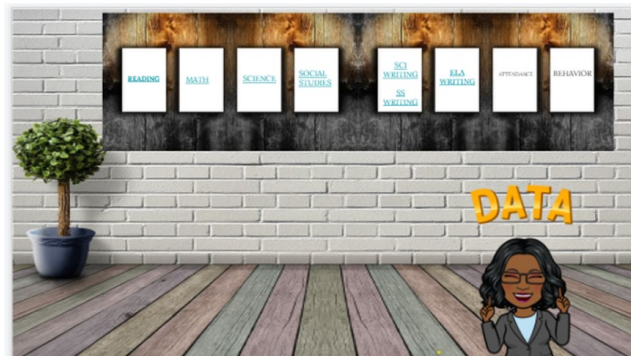 READING
MATH
SCIENCE
SOCIAL
STUDIES
SCI
WRITING
SS
WRITING
ELA
WRITING
ATTENDANCE
BEHAVIOR
DATA